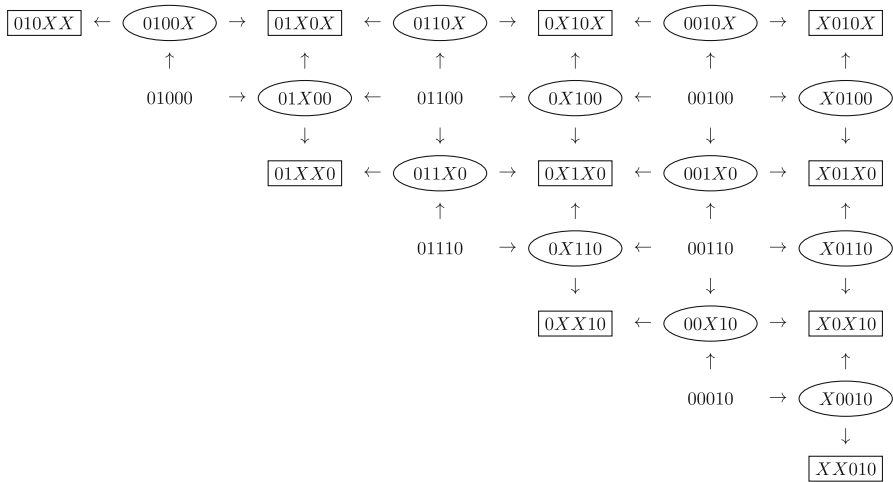 010XX ← 0100X → 01X0X ← 0110X → 0X10X ← 0010X → X010X
↑ ↑ ↑ ↑ ↑ ↑
01000 → 01X00 ← 01100 → 0X100 ← 00100 → X0100
↓ ↓ ↓ ↓ ↓
01XX0 ← 011X0 → 0X1X0 ← 001X0 → X01X0
↑ ↑ ↑ ↑
01110 → 0X110 ← 00110 → X0110
↓ ↓ ↓
0XX10 ← 00X10 → X0X10
↑ ↑
00010 → X0010
↓
XX010